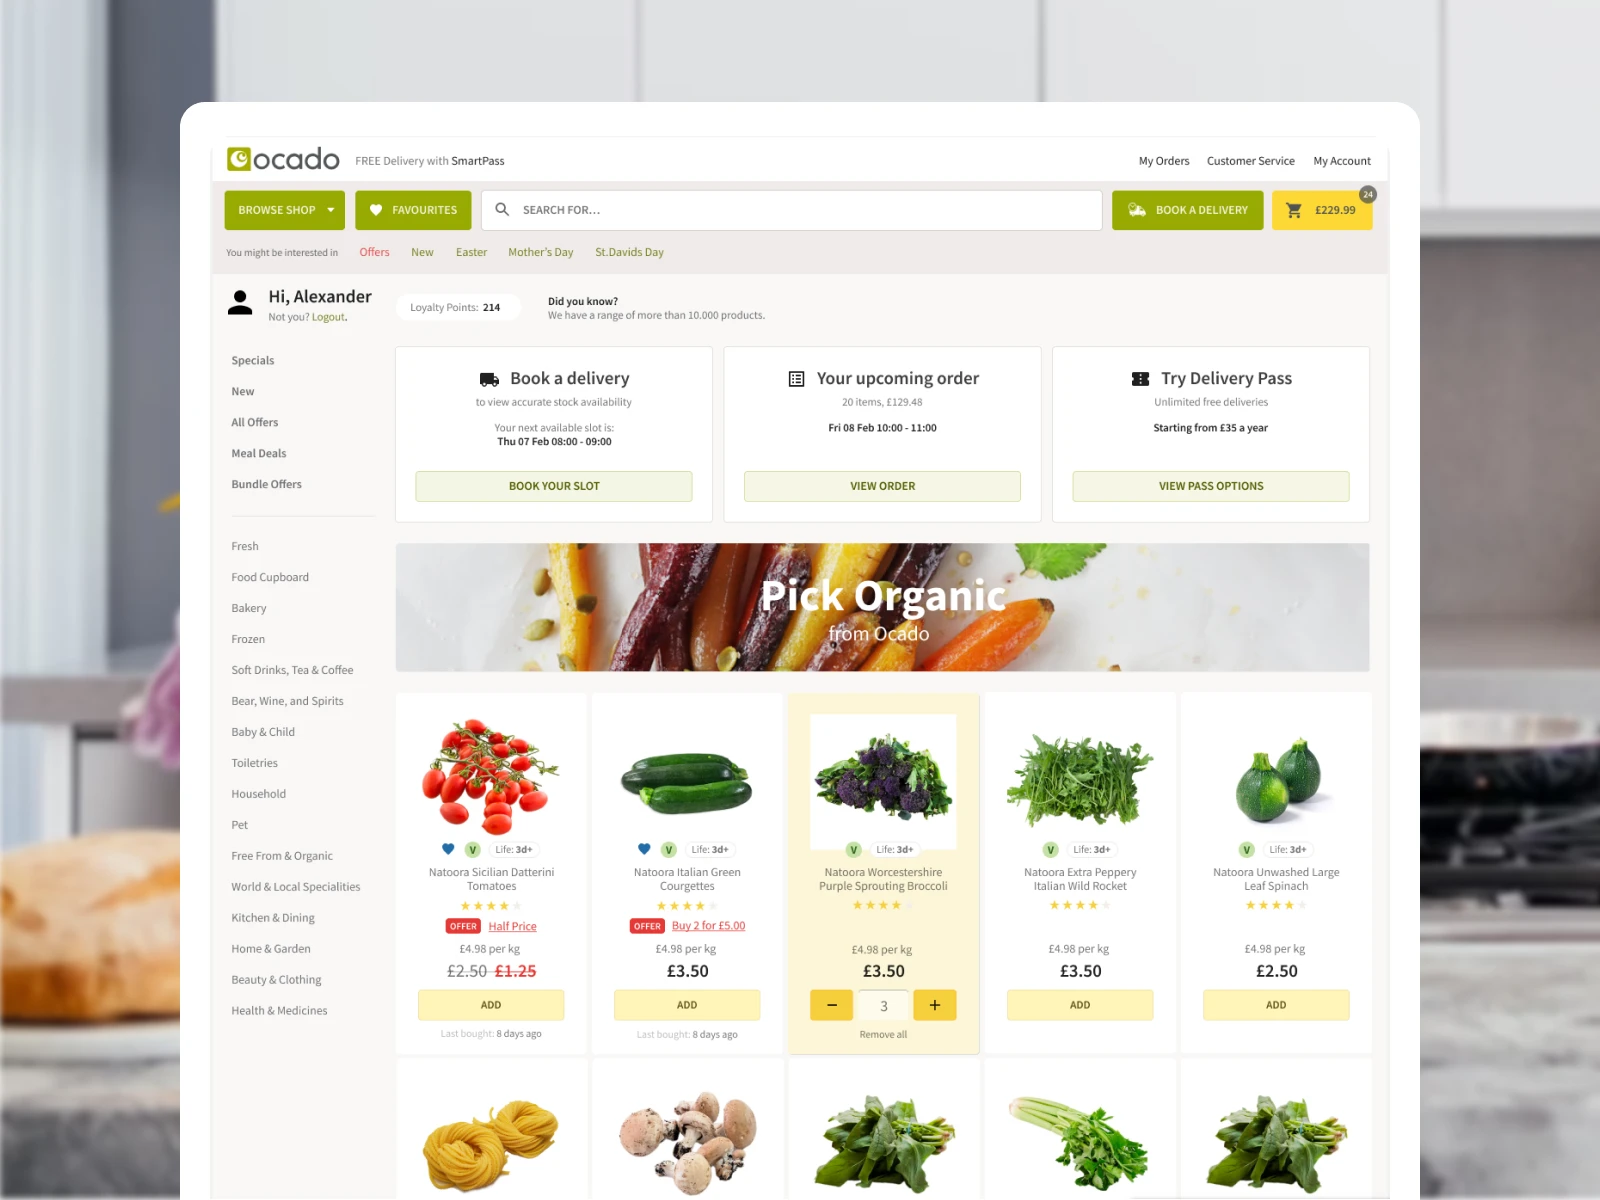 ocado
FREE Delivery with SmartPass
My Orders
Customer Service
My Account
BROWSE SHOP
FAVOURITES
SEARCH FOR...
BOOK A DELIVERY
£229.99
24
You might be interested in
Offers
New
Easter
Mother's Day
St.Davids Day
Hi, Alexander
Not you? Logout.
Loyalty Points: 214
Did you know?
We have a range of more than 10.000 products.
Specials
New
All Offers
Meal Deals
Bundle Offers
Fresh
Food Cupboard
Bakery
Frozen
Soft Drinks, Tea & Coffee
Bear, Wine, and Spirits
Baby & Child
Toiletries
Household
Pet
Free From & Organic
World & Local Specialities
Kitchen & Dining
Home & Garden
Beauty & Clothing
Health & Medicines
Book a delivery
to view accurate stock availability
Your next available slot is:
Thu 07 Feb 08:00 - 09:00
BOOK YOUR SLOT
Your upcoming order
20 items, £129.48
Fri 08 Feb 10:00 - 11:00
VIEW ORDER
Try Delivery Pass
Unlimited free deliveries
Starting from £35 a year
VIEW PASS OPTIONS
Pick Organic
from Ocado
V
Life: 3d+
Natoora Sicilian Datterini
Tomatoes
OFFER
Half Price
£4.98 per kg
£2.50 £1.25
ADD
Last bought: 8 days ago
V
Life: 3d+
Natoora Italian Green
Courgettes
OFFER
Buy 2 for £5.00
£4.98 per kg
£3.50
ADD
Last bought: 8 days ago
V
Life: 3d+
Natoora Worcestershire
Purple Sprouting Broccoli
£4.98 per kg
£3.50
− 3 +
Remove all
V
Life: 3d+
Natoora Extra Peppery
Italian Wild Rocket
£4.98 per kg
£3.50
ADD
V
Life: 3d+
Natoora Unwashed Large
Leaf Spinach
£4.98 per kg
£2.50
ADD